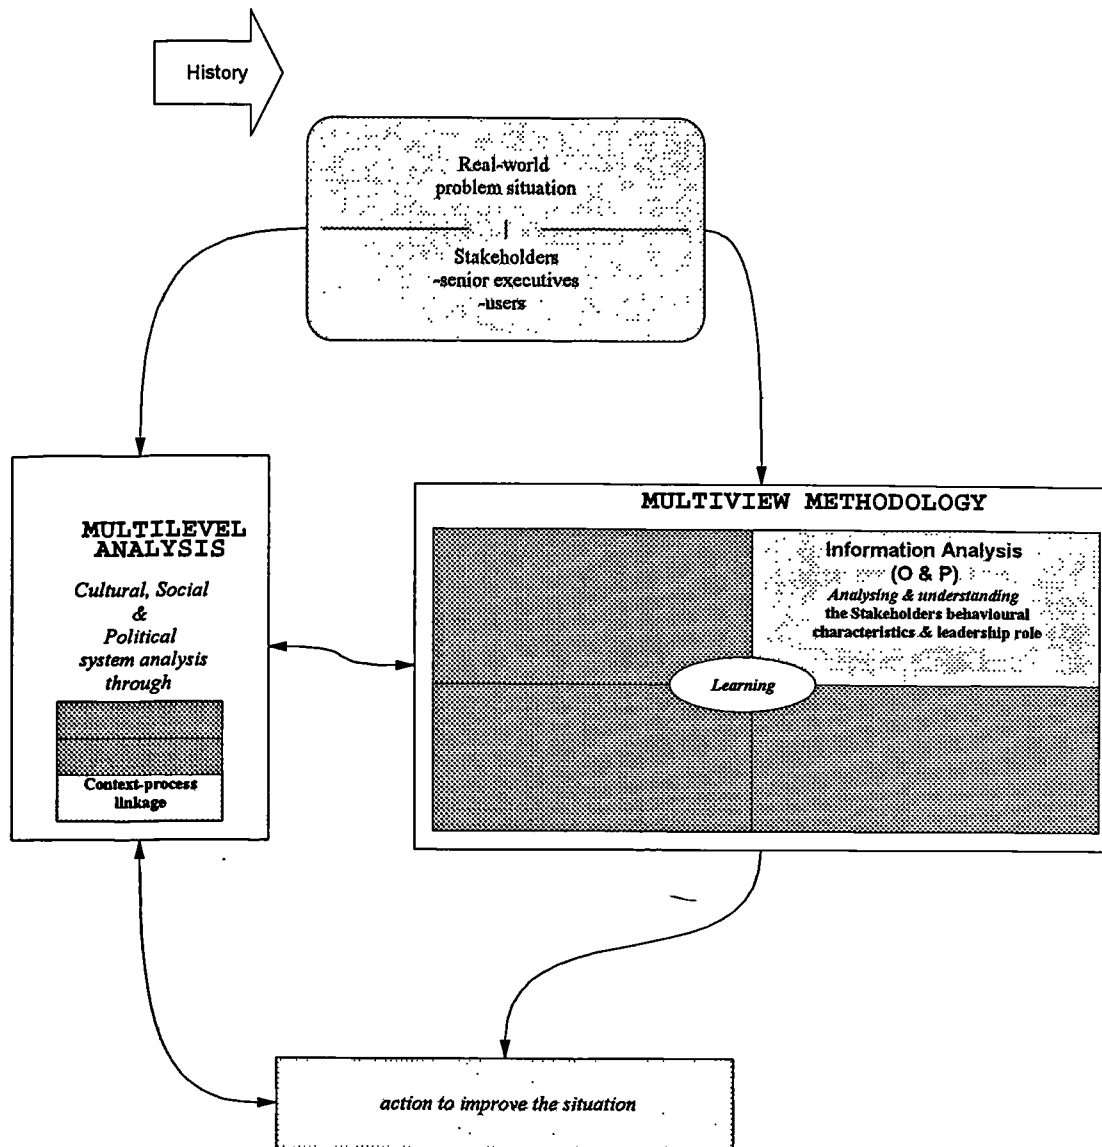 History
Real-world
problem situation
Stakeholders
-senior executives
-users
MULTILEVEL
ANALYSIS
Cultural, Social
&
Political
system analysis
through
Context-process
linkage
MULTIVIEW METHODOLOGY
Information Analysis
(O & P)
Analysing & understanding
the Stakeholders behavioural
characteristics & leadership role
Learning
action to improve the situation